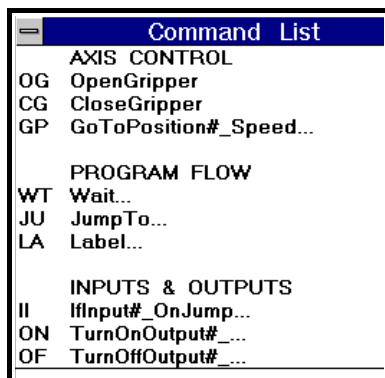 Command List
AXIS CONTROL
OG OpenGripper
CG CloseGripper
GP GoToPosition#_Speed...
PROGRAM FLOW
WT Wait...
JU JumpTo...
LA Label...
INPUTS & OUTPUTS
II IfInput#_OnJump...
ON TurnOnOutput#_...
OF TurnOffOutput#_...